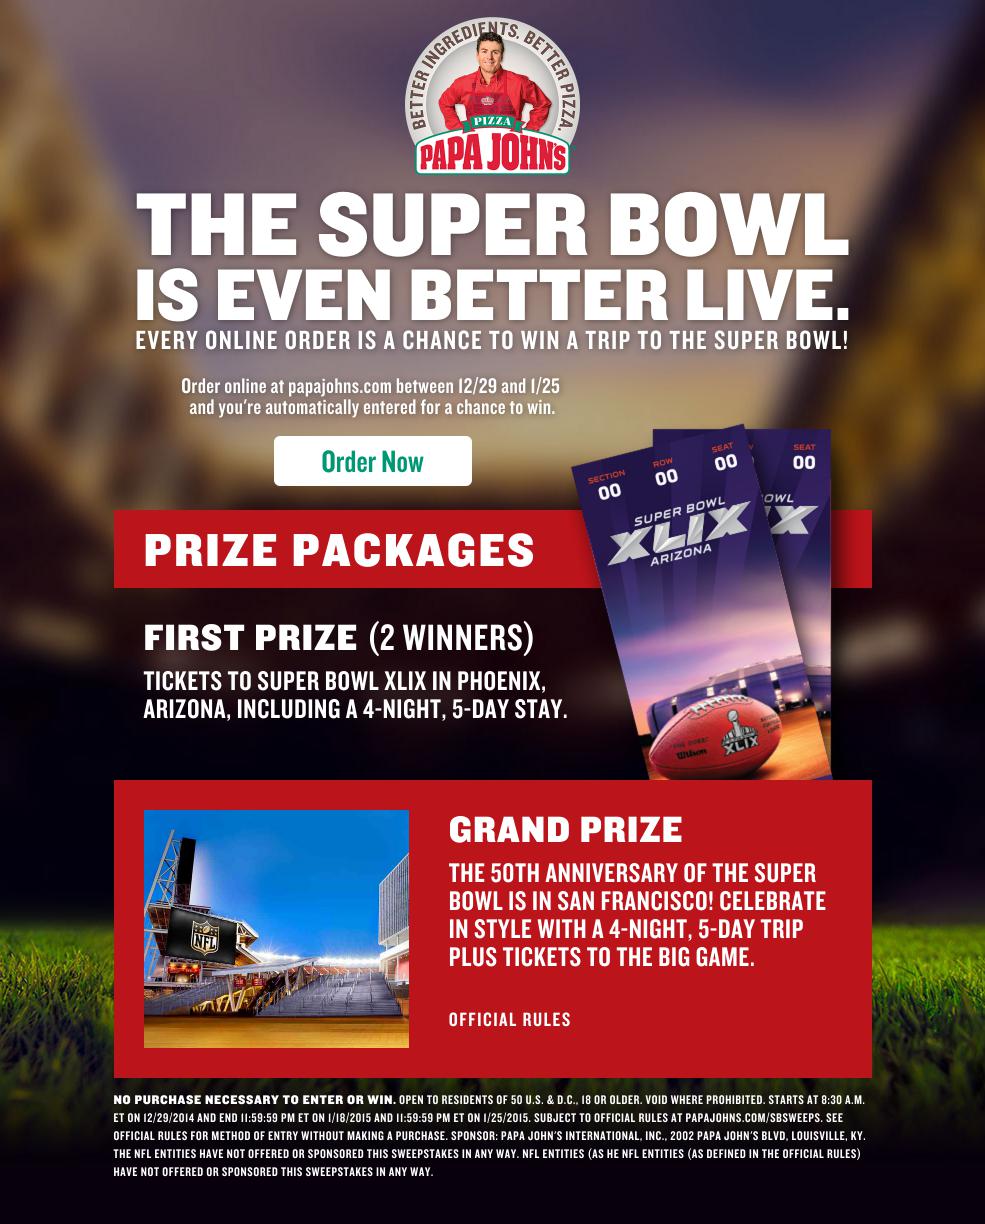 BETTER INGREDIENTS. BETTER PIZZA.
PIZZA
PAPA JOHN'S
THE SUPER BOWL
IS EVEN BETTER LIVE.
EVERY ONLINE ORDER IS A CHANCE TO WIN A TRIP TO THE SUPER BOWL!
Order online at papajohns.com between 12/29 and 1/25
and you're automatically entered for a chance to win.
Order Now
SECTION 00 ROW 00 SEAT 00
SEAT 00
SUPER BOWL
XLIX
ARIZONA
OWL
IX
PRIZE PACKAGES
FIRST PRIZE (2 WINNERS)
TICKETS TO SUPER BOWL XLIX IN PHOENIX,
ARIZONA, INCLUDING A 4-NIGHT, 5-DAY STAY.
"THE DUKE"
Wilson
XLIX
NFL
GRAND PRIZE
THE 50TH ANNIVERSARY OF THE SUPER
BOWL IS IN SAN FRANCISCO! CELEBRATE
IN STYLE WITH A 4-NIGHT, 5-DAY TRIP
PLUS TICKETS TO THE BIG GAME.
OFFICIAL RULES
NO PURCHASE NECESSARY TO ENTER OR WIN. OPEN TO RESIDENTS OF 50 U.S. & D.C., 18 OR OLDER. VOID WHERE PROHIBITED. STARTS AT 8:30 A.M.
ET ON 12/29/2014 AND END 11:59:59 PM ET ON 1/18/2015 AND 11:59:59 PM ET ON 1/25/2015. SUBJECT TO OFFICIAL RULES AT PAPAJOHNS.COM/SBSWEEPS. SEE
OFFICIAL RULES FOR METHOD OF ENTRY WITHOUT MAKING A PURCHASE. SPONSOR: PAPA JOHN'S INTERNATIONAL, INC., 2002 PAPA JOHN'S BLVD, LOUISVILLE, KY.
THE NFL ENTITIES HAVE NOT OFFERED OR SPONSORED THIS SWEEPSTAKES IN ANY WAY. NFL ENTITIES (AS HE NFL ENTITIES (AS DEFINED IN THE OFFICIAL RULES)
HAVE NOT OFFERED OR SPONSORED THIS SWEEPSTAKES IN ANY WAY.